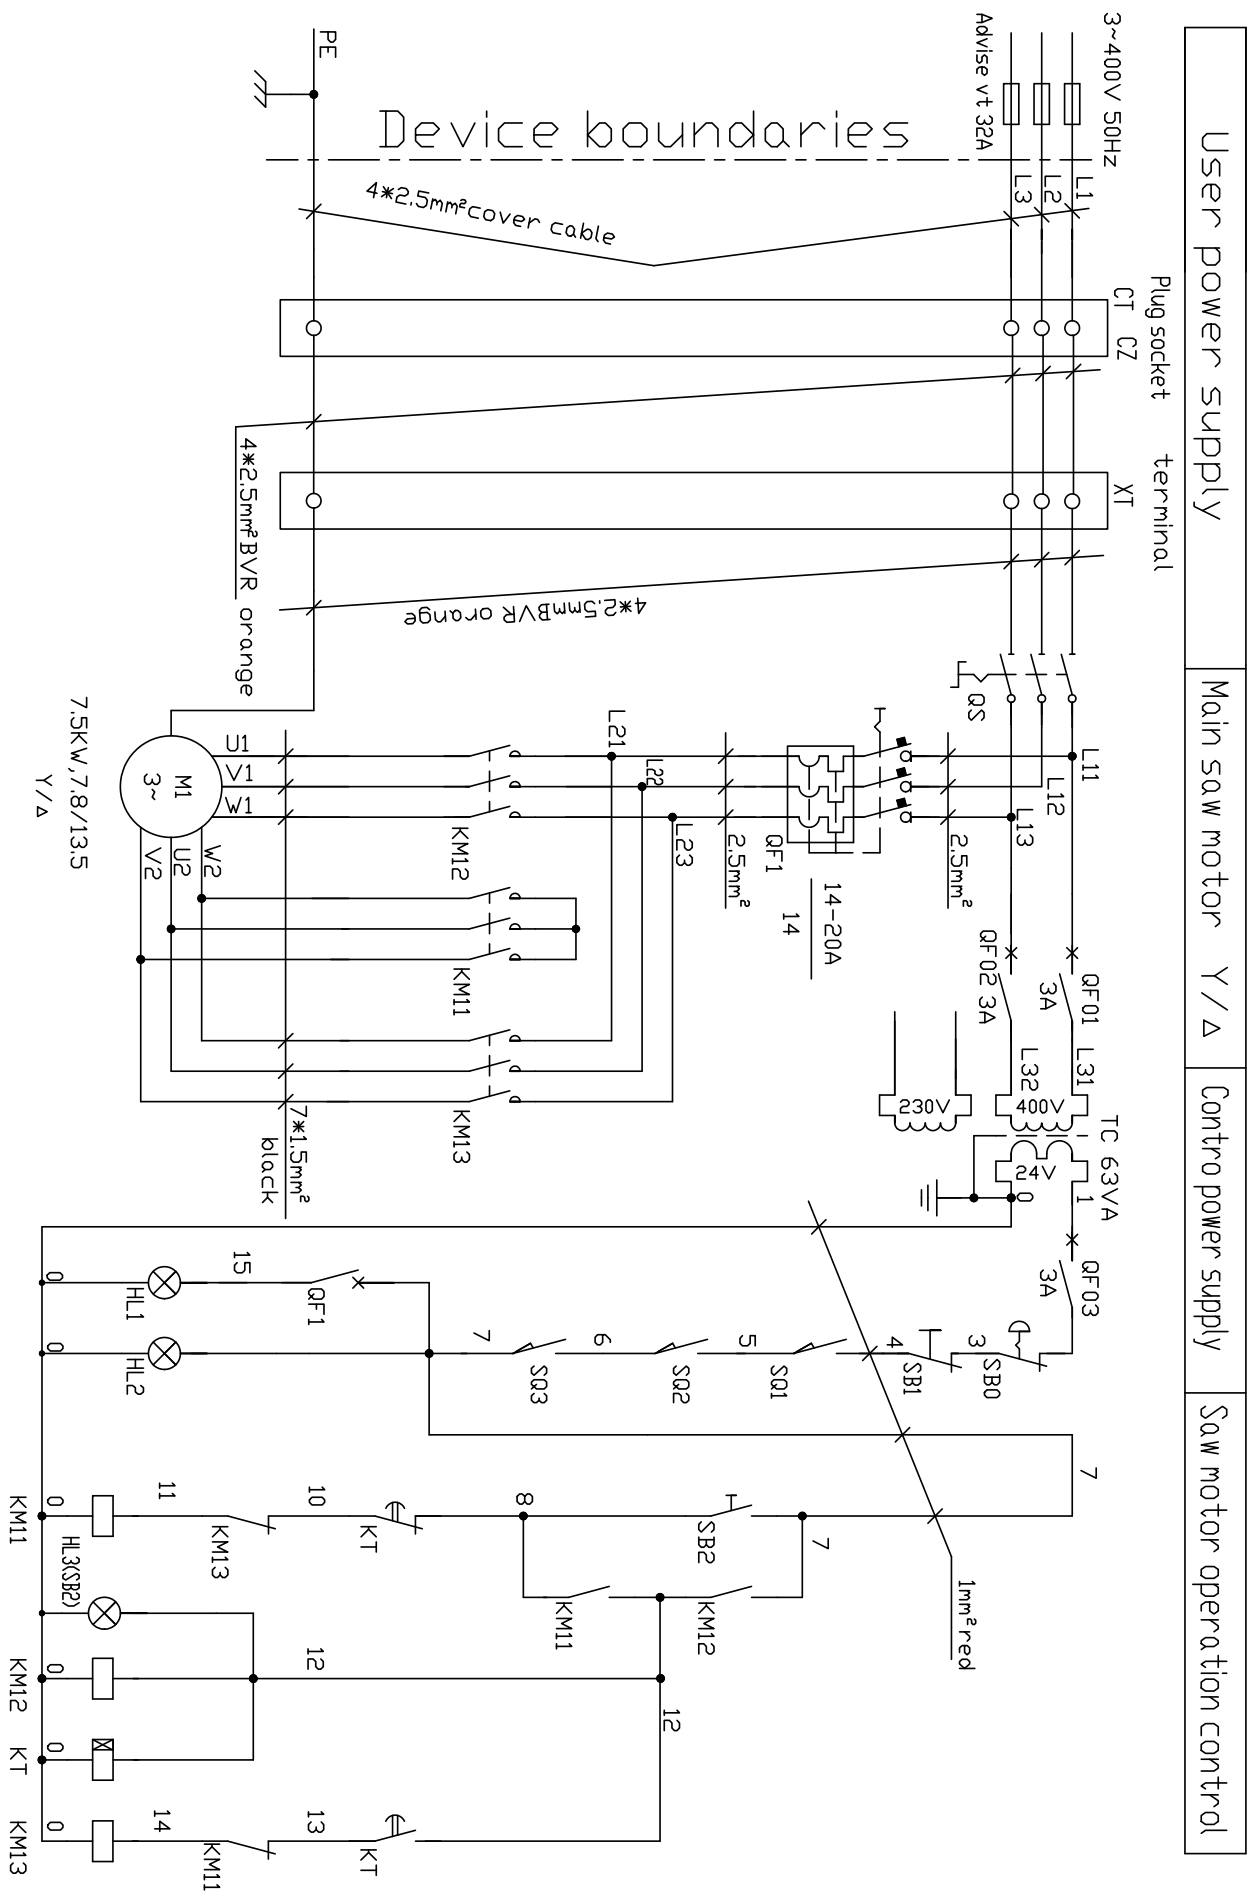 User power supply
Main saw motor Y/Δ
Contro power supply
Saw motor operation control
3~400V 50Hz
Advise vt 32A
PE
Device boundaries
L1
L2
L3
4*2.5mm²cover cable
Plug socket
CT CZ
4*2.5mm²BVR orange
terminal
XT
4*2.5mmBVR orange
QS
L11
L12
L13
2.5mm²
14-20A
14
QF1
2.5mm²
L21
L22
L23
KM12
KM11
KM13
U1
V1
W1
M1
3~
W2
U2
V2
7.5KW,7.8/13.5
Y/Δ
7*1.5mm²
black
QF01
3A
QF02 3A
L31
L32
TC 63VA
230V
400V
24V
1
0
QF03
3A
3
SB0
4
SB1
5
SQ1
6
SQ2
7
SQ3
15
QF1
0
HL1
0
HL2
7
1mm²red
7
SB2
KM12
8
KM11
12
10
KT
11
KM13
0
KM11
HL3(SB2)
12
0
KM12
0
KT
13
KT
14
KM11
0
KM13